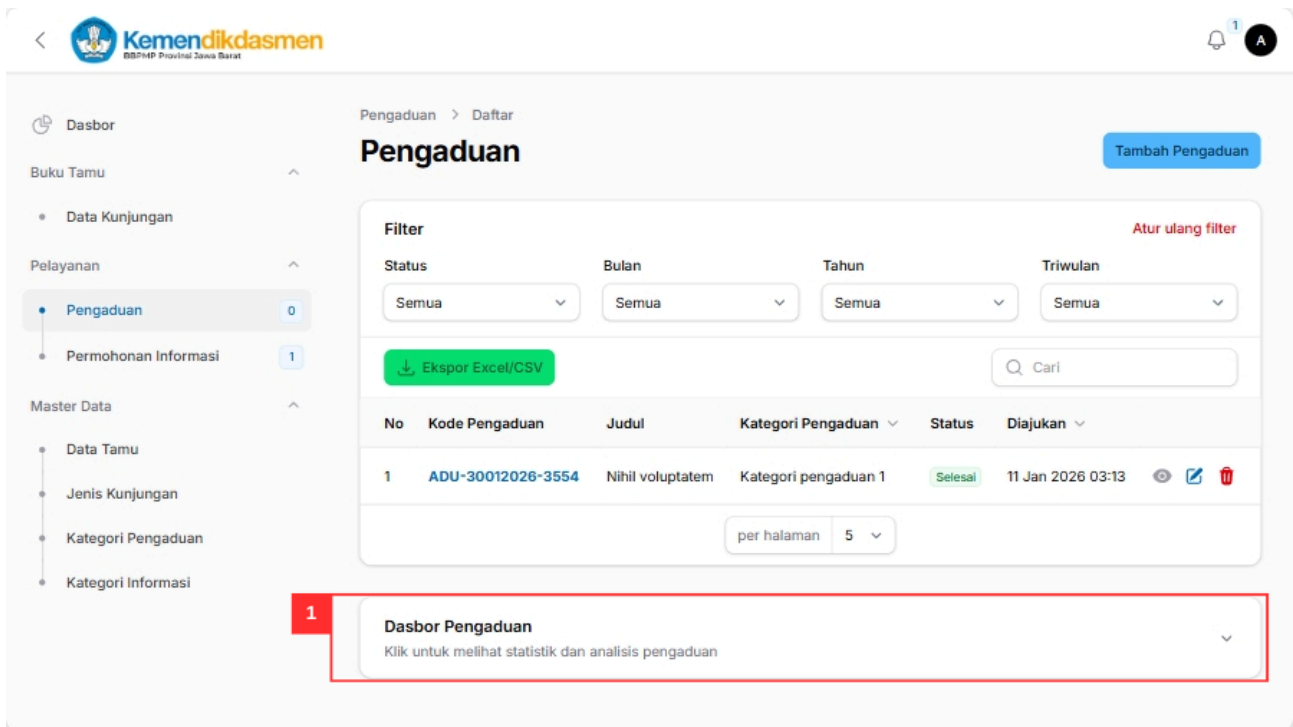 Kemendikdasmen
BBPMP Provinsi Jawa Barat
1
A
Dasbor
Buku Tamu
Data Kunjungan
Pelayanan
Pengaduan 0
Permohonan Informasi 1
Master Data
Data Tamu
Jenis Kunjungan
Kategori Pengaduan
Kategori Informasi
Pengaduan > Daftar
Pengaduan
Tambah Pengaduan
Filter
Atur ulang filter
Status Bulan Tahun Triwulan
Semua Semua Semua Semua
Ekspor Excel/CSV
Cari
No Kode Pengaduan Judul Kategori Pengaduan Status Diajukan
1 ADU-30012026-3554 Nihil voluptatem Kategori pengaduan 1 Selesai 11 Jan 2026 03:13
per halaman 5
1
Dasbor Pengaduan
Klik untuk melihat statistik dan analisis pengaduan